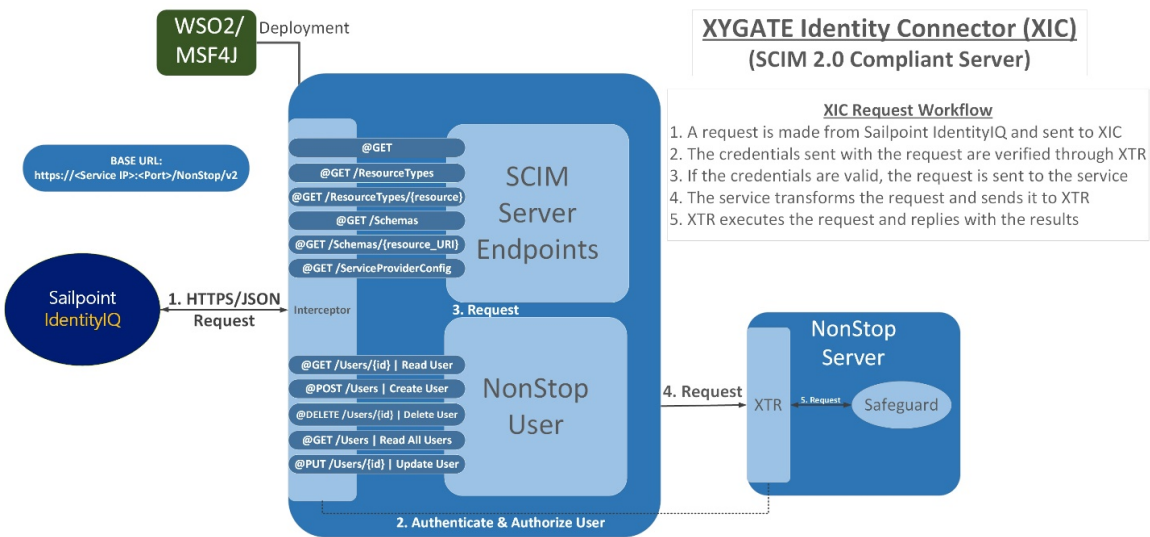 WSO2/
MSF4J
Deployment
XYGATE Identity Connector (XIC)
(SCIM 2.0 Compliant Server)
XIC Request Workflow
1. A request is made from Sailpoint IdentityIQ and sent to XIC
2. The credentials sent with the request are verified through XTR
3. If the credentials are valid, the request is sent to the service
4. The service transforms the request and sends it to XTR
5. XTR executes the request and replies with the results
BASE URL:
https://<Service IP>:<Port>/NonStop/v2
@GET
@GET /ResourceTypes
@GET /ResourceTypes/{resource}
@GET /Schemas
@GET /Schemas/{resource_URI}
@GET /ServiceProviderConfig
SCIM
Server
Endpoints
Sailpoint
IdentityIQ
1. HTTPS/JSON
Request
Interceptor
3. Request
@GET /Users/{id} | Read User
@POST /Users | Create User
@DELETE /Users/{id} | Delete User
@GET /Users | Read All Users
@PUT /Users/{id} | Update User
NonStop
User
4. Request
NonStop
Server
XTR
5. Request
Safeguard
2. Authenticate & Authorize User